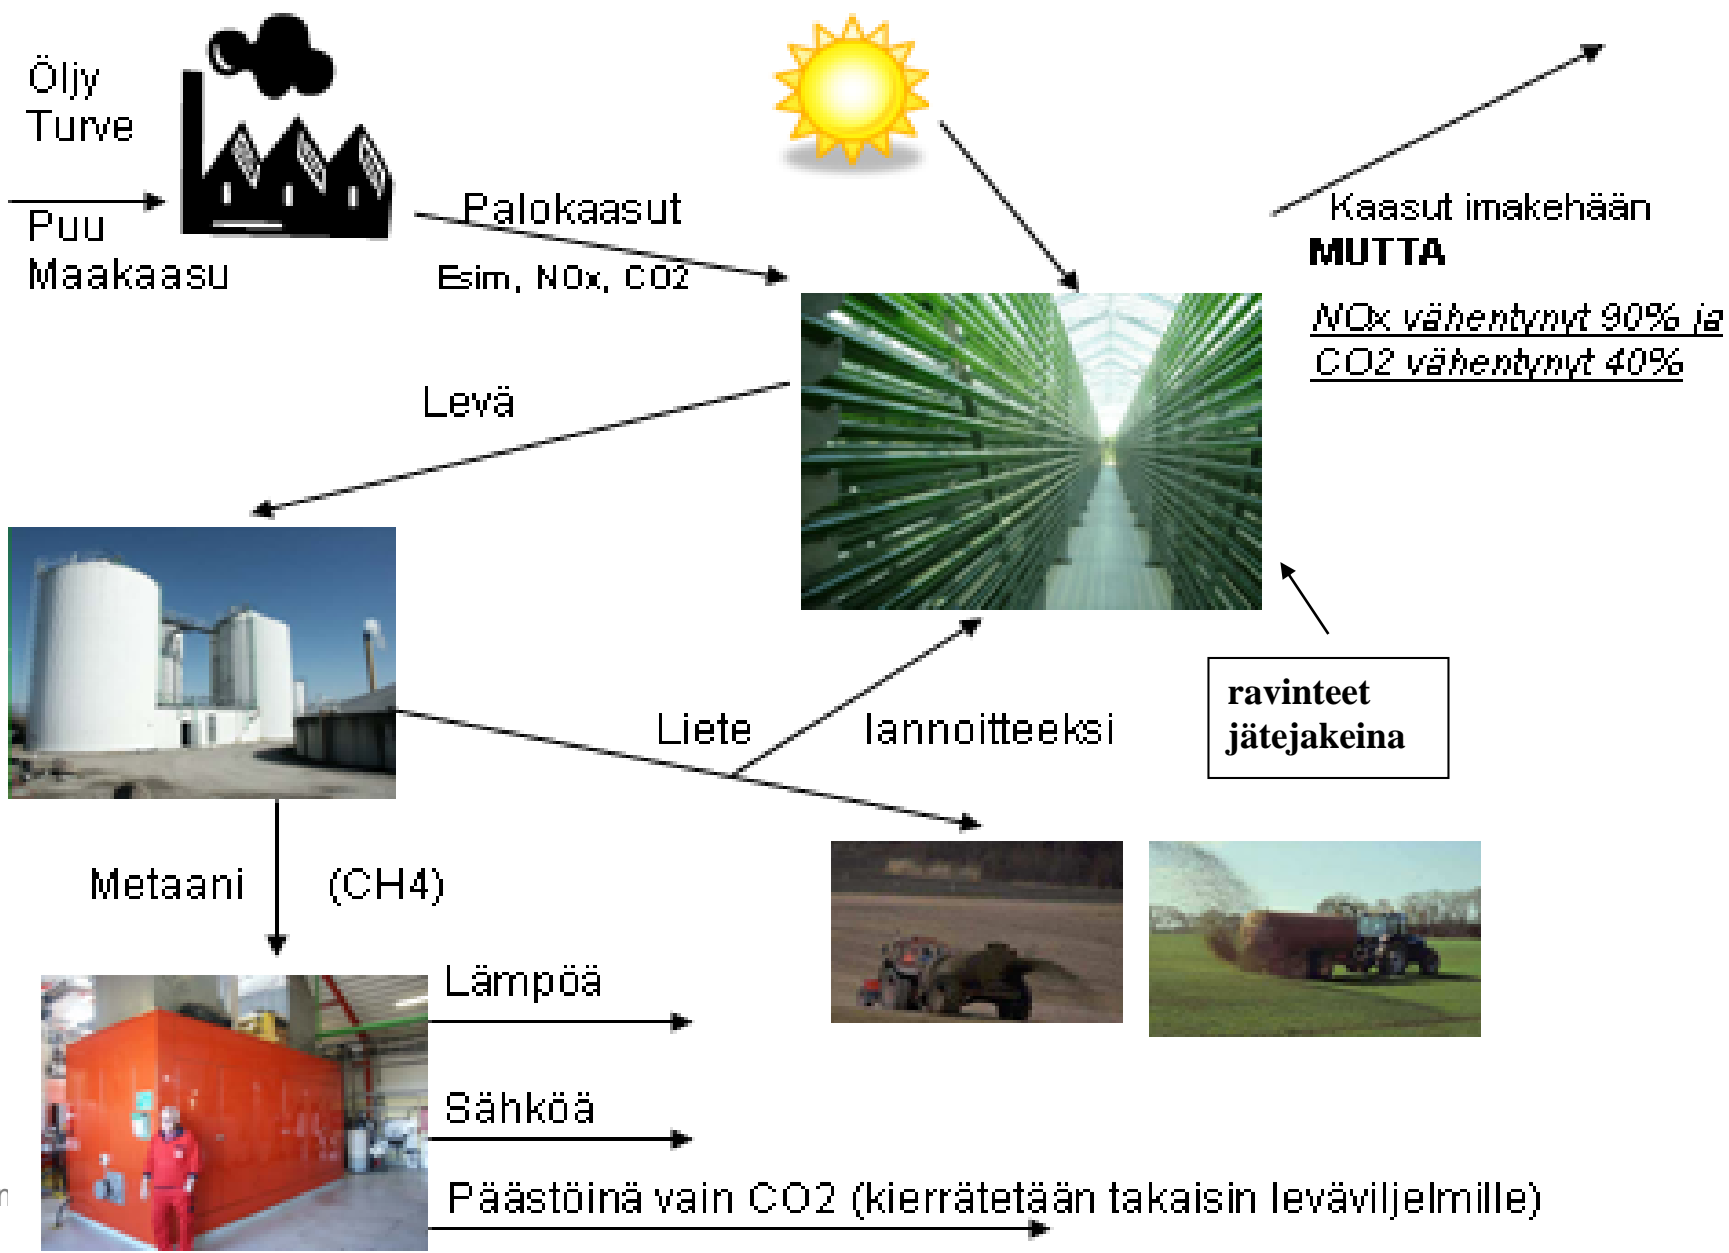 Öljy
Turve
Puu
Maakaasu
Palokaasut
Esim, NOx, CO2
Kaasut imakehään
MUTTA
NOx vähentynyt 90% ja
CO2 vähentynyt 40%
Levä
Liete lannoitteeksi
ravinteet
jätejakeina
Metaani (CH4)
Lämpöä
Sähköä
Päästöinä vain CO2 (kierrätetään takaisin leväviljelmille)